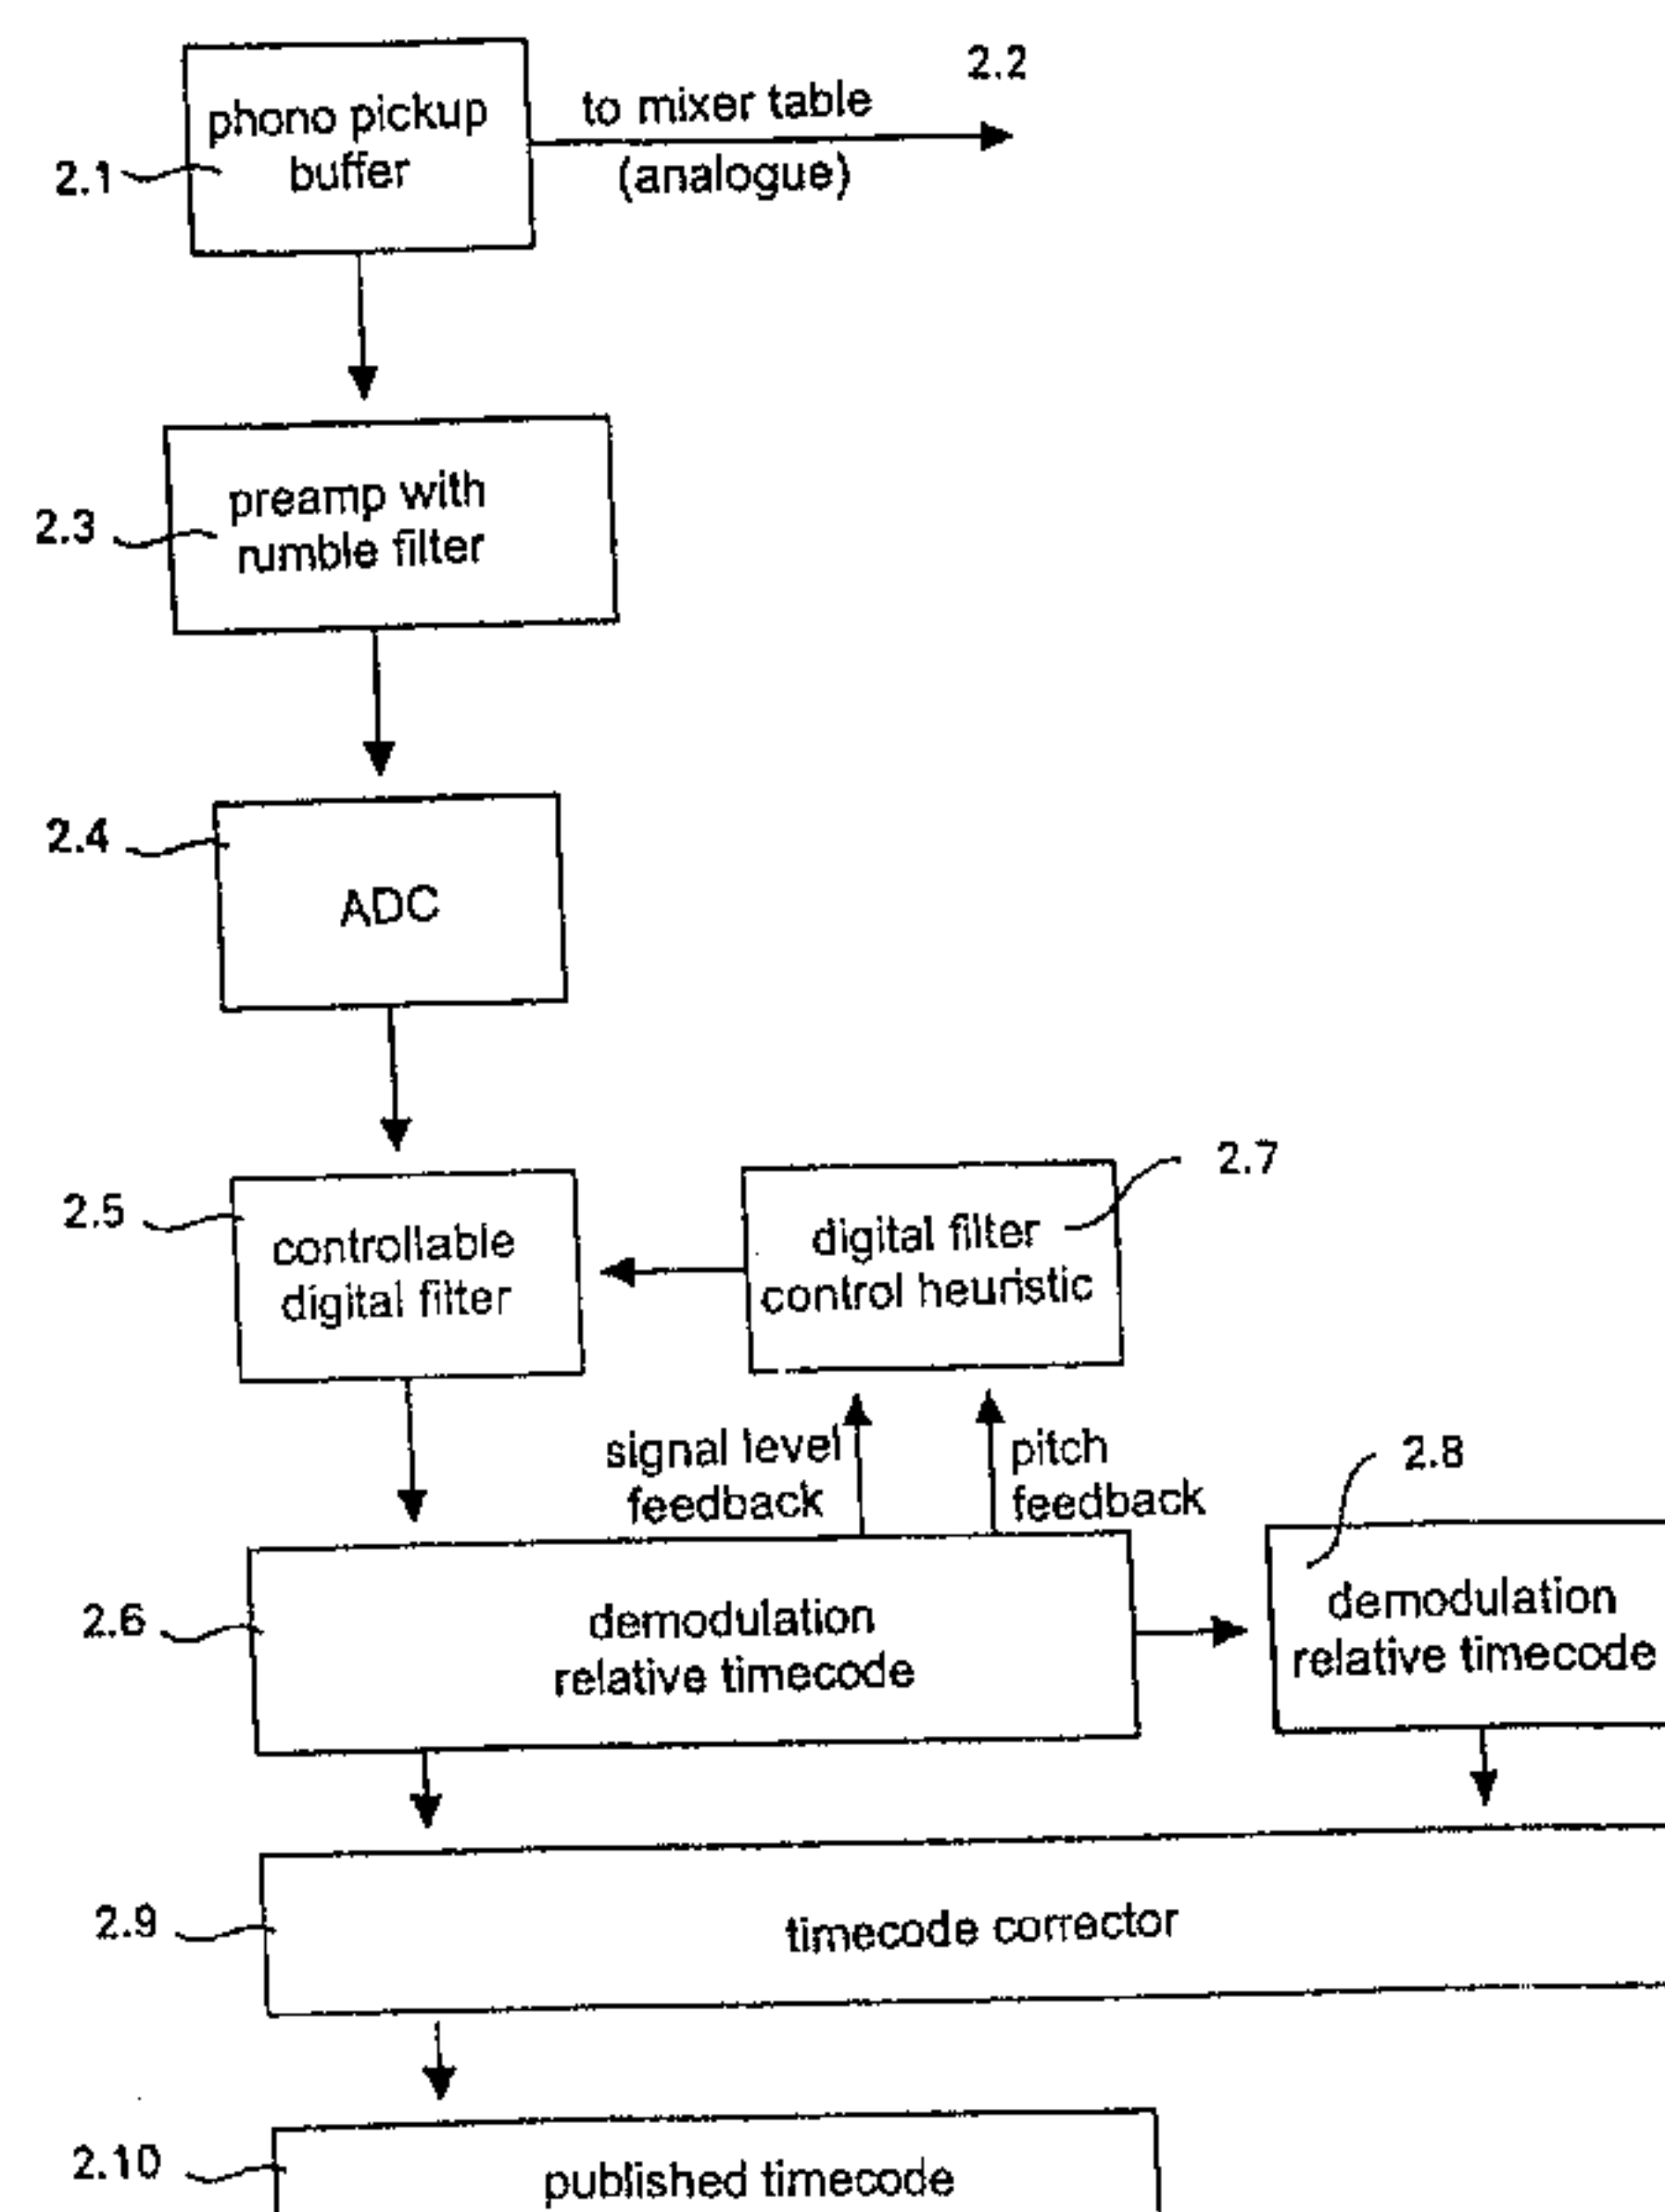 2.2
to mixer table
(analogue)
phono pickup
buffer
2.1
preamp with
rumble filter
2.3
2.4
ADC
2.7
2.5
controllable
digital filter
digital filter
control heuristic
signal level
feedback
pitch
feedback
2.8
2.6
demodulation
relative timecode
demodulation
relative timecode
2.9
timecode corrector
2.10
published timecode